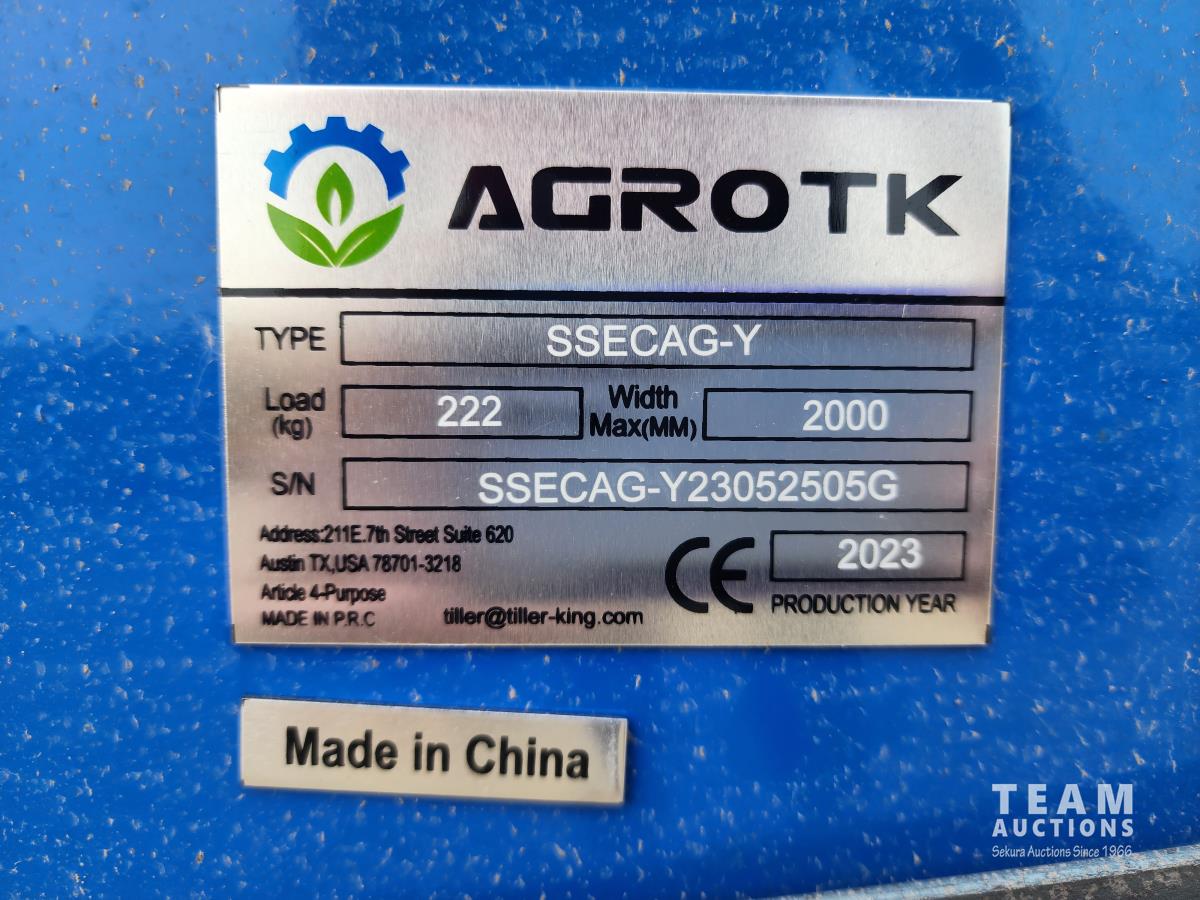 AGROTK
TYPE SSECAG-Y
Load (kg) 222 Width Max(MM) 2000
S/N SSECAG-Y23052505G
Address:211E.7th Street Suite 620
Austin TX,USA 78701-3218
Article 4-Purpose
MADE IN P.R.C tiller@tiller-king.com
CE 2023
PRODUCTION YEAR
Made in China
TEAM
AUCTIONS
Sekura Auctions Since 1966